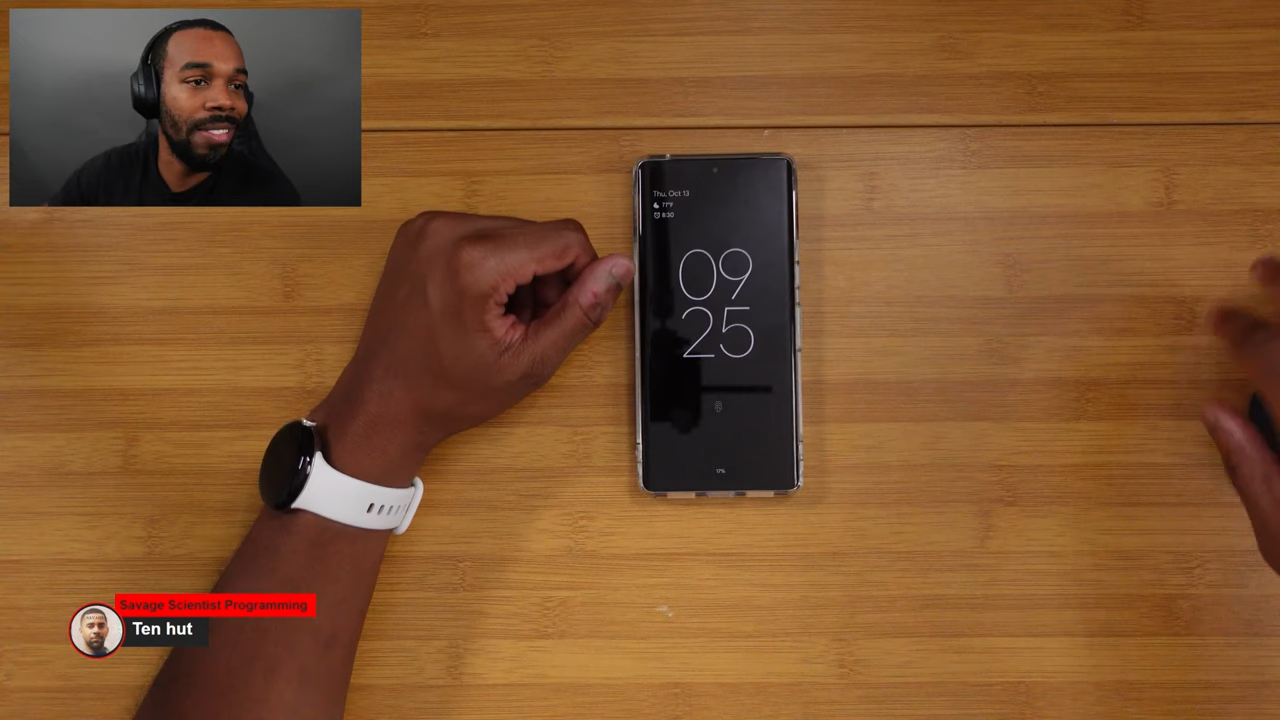 Thu, Oct 13
77°F
8:30
09
25
17%
Savage Scientist Programming
Ten hut